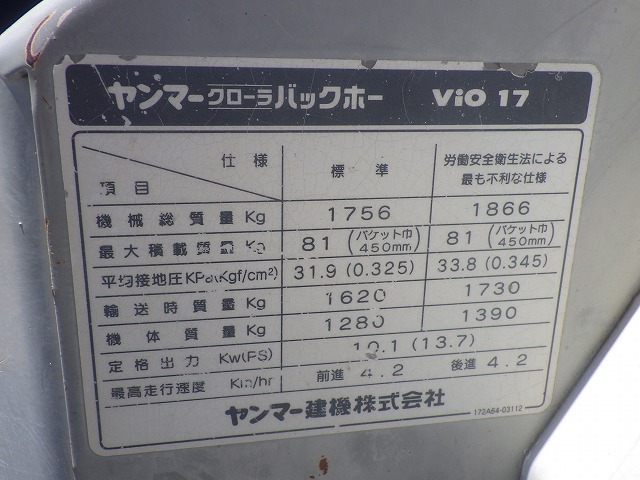 ヤンマークローラバックホー ViO 17
仕様
項目
標準
労働安全衛生法による
最も不利な仕様
機械総質量 Kg 1756 1866
最大積載質量 Kg 81 (バケット巾 450mm) 81 (バケット巾 450mm)
平均接地圧 KPa(Kgf/cm²) 31.9 (0.325) 33.8 (0.345)
輸送時質量 Kg 1620 1730
機体質量 Kg 1280 1390
定格出力 Kw(PS) 10.1 (13.7)
最高走行速度 Km/hr 前進 4.2 後進 4.2
ヤンマー建機株式会社
172A64-03112